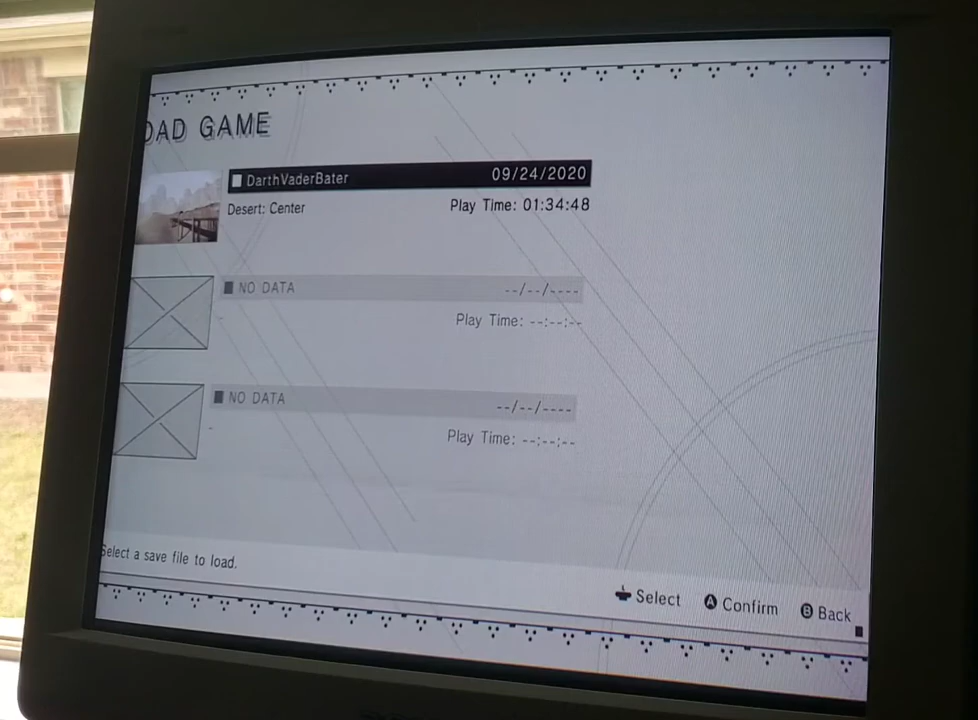 OAD GAME
DarthVaderBater 09/24/2020
Desert: Center Play Time: 01:34:48
NO DATA --/--/----
Play Time: --:--:--
NO DATA --/--/----
Play Time: --:--:--
Select a save file to load.
Select A Confirm B Back